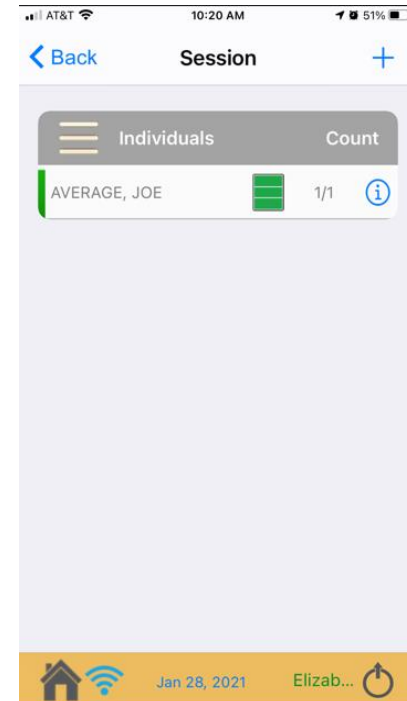 AT&T 10:20 AM 51%
Back Session +
Individuals Count
AVERAGE, JOE 1/1
Jan 28, 2021 Elizab...